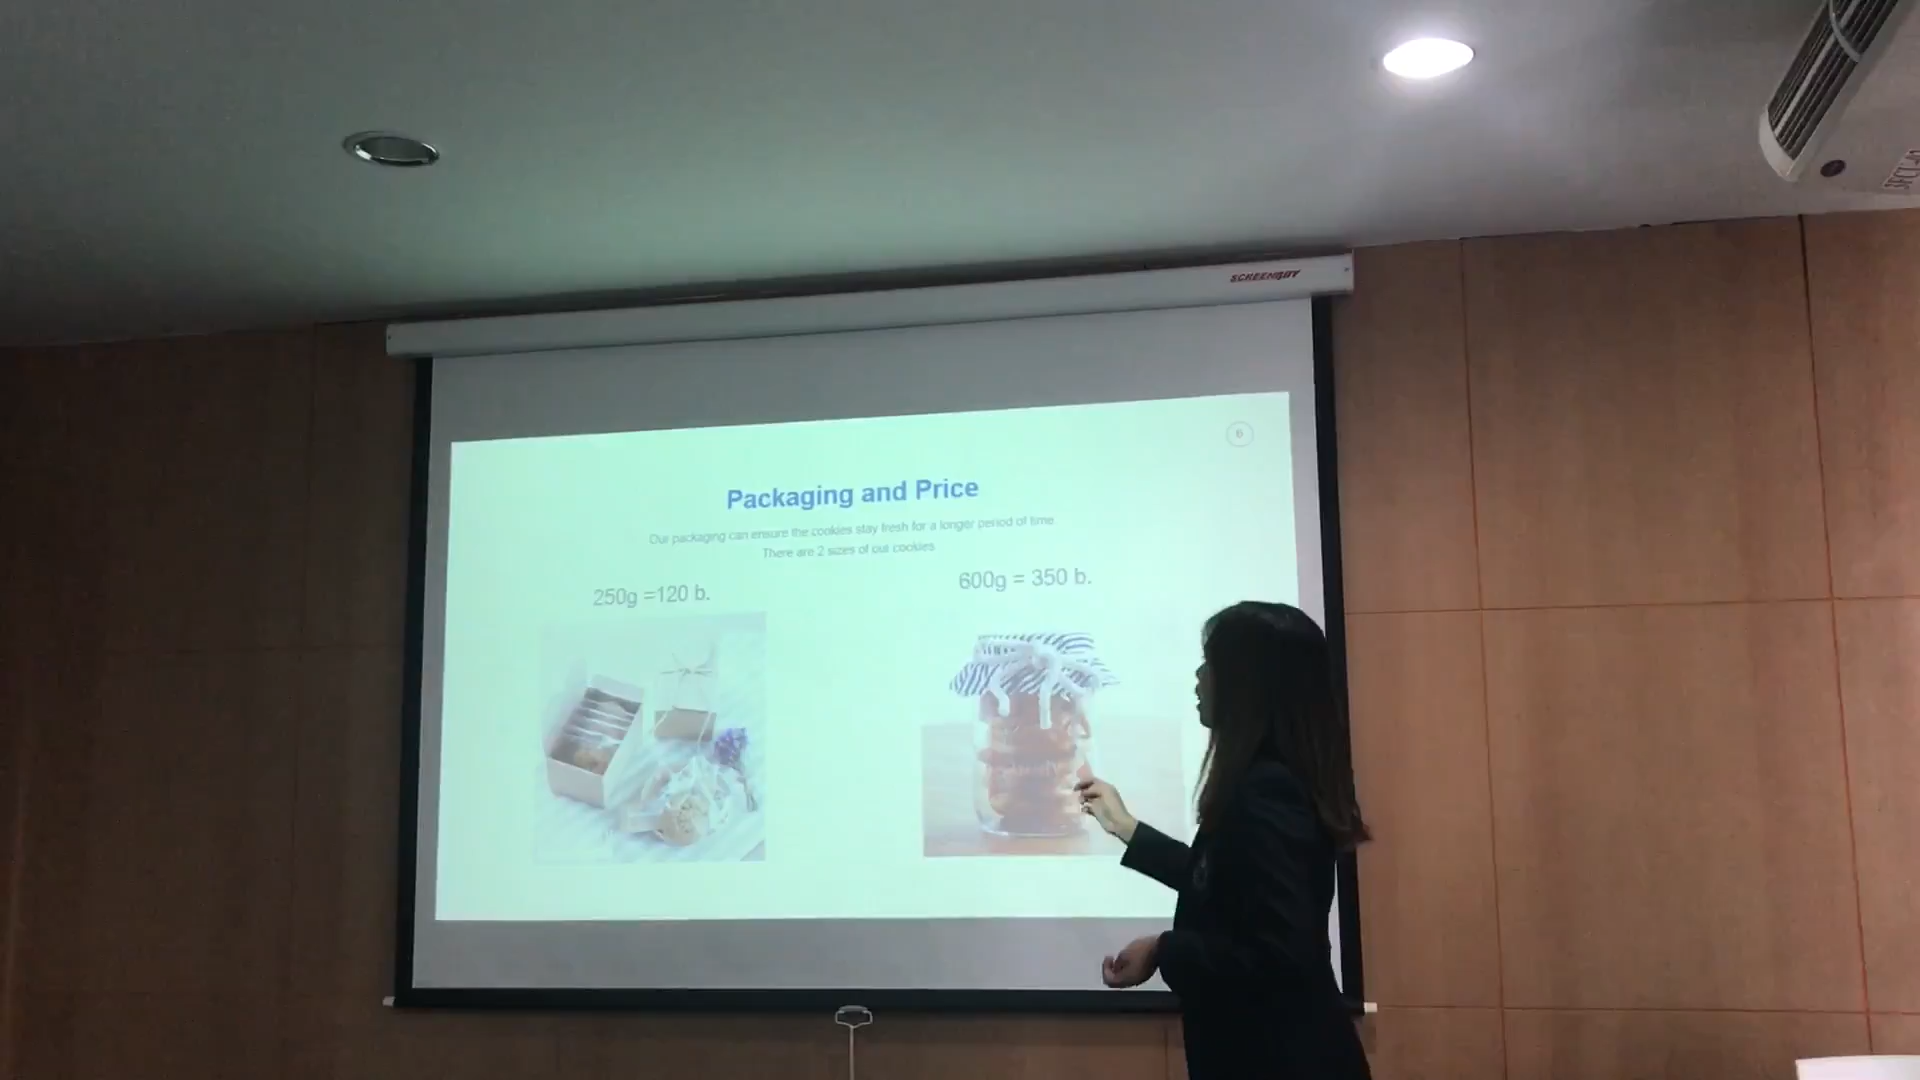 SCREENBOY
6
Packaging and Price
Our packaging can ensure the cookies stay fresh for a longer period of time
There are 2 sizes of our cookies
250g =120 b.
600g = 350 b.